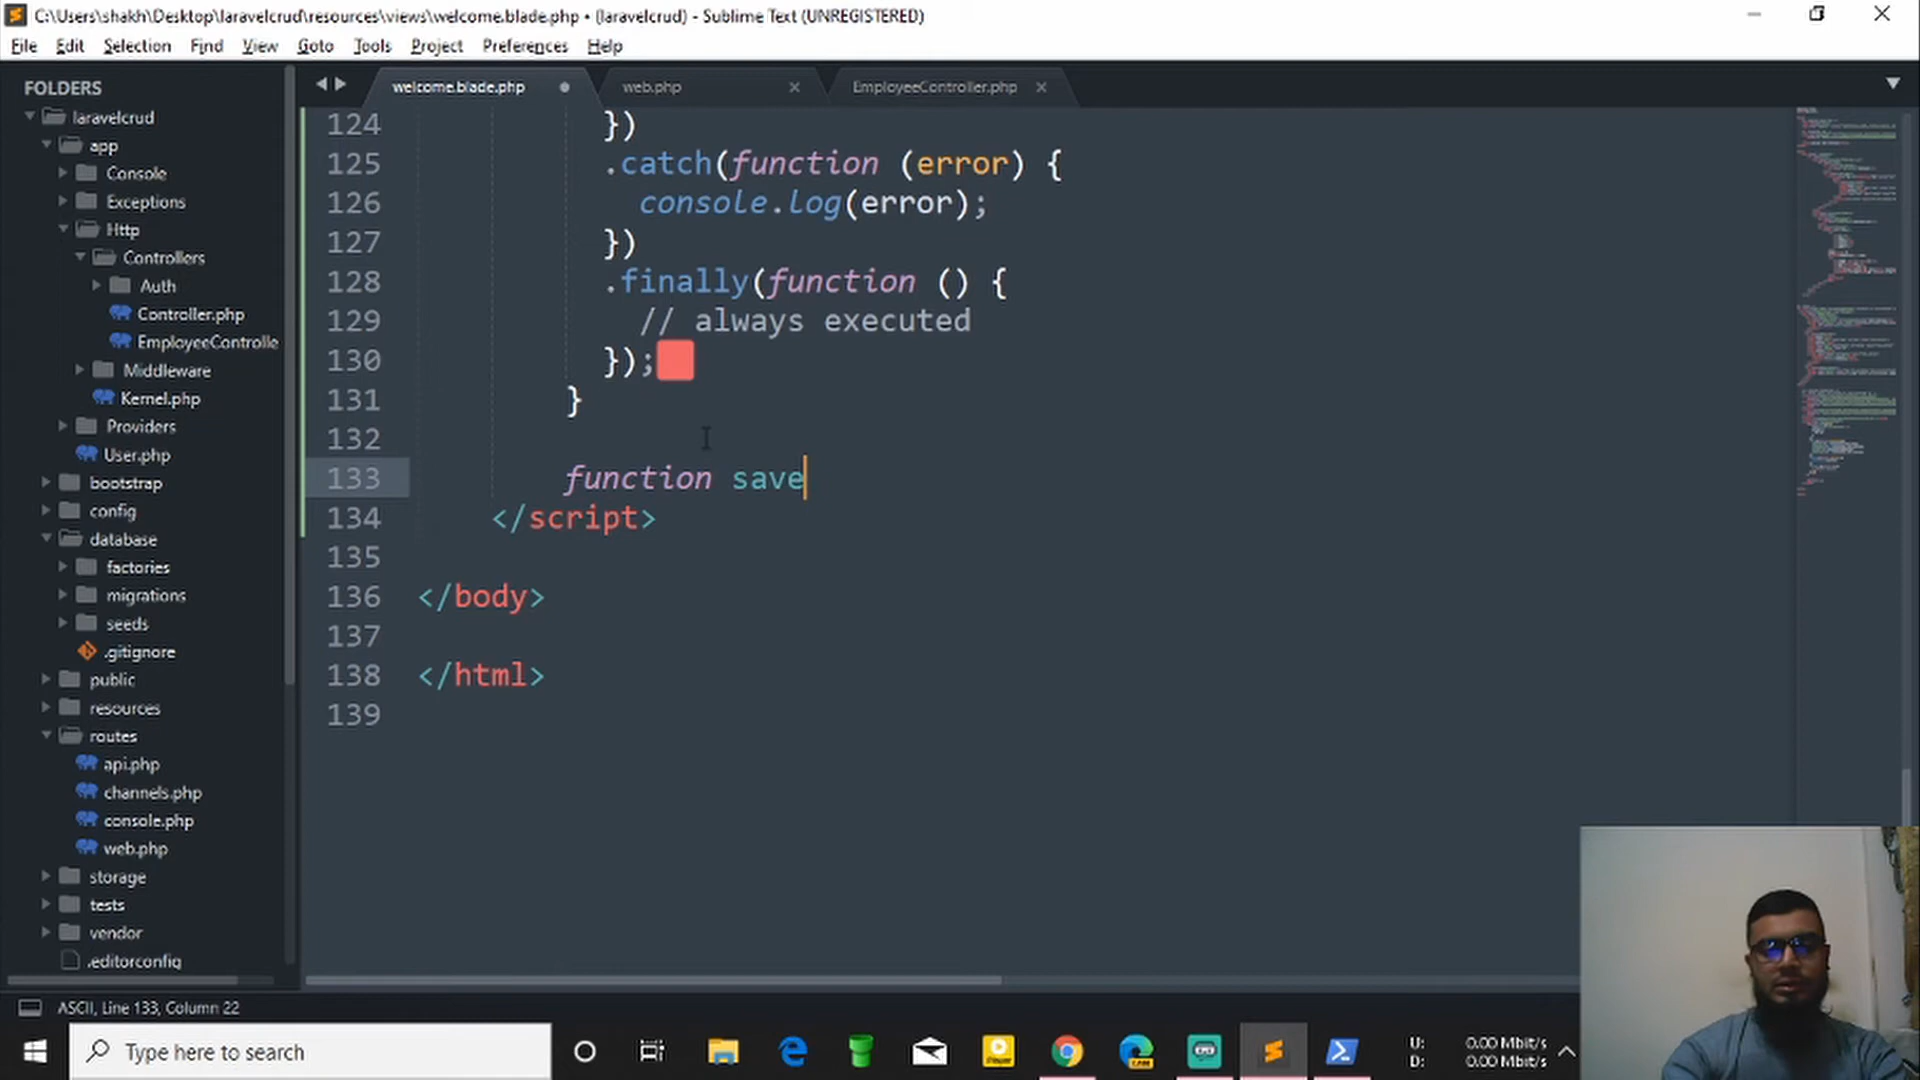 C:\Users\shakh\Desktop\laravelcrud\resources\views\welcome.blade.php • (laravelcrud) - Sublime Text (UNREGISTERED)
File Edit Selection Find View Goto Tools Project Preferences Help
FOLDERS
laravelcrud
app
Console
Exceptions
Http
Controllers
Auth
Controller.php
EmployeeControlle
Middleware
Kernel.php
Providers
User.php
bootstrap
config
database
factories
migrations
seeds
.gitignore
public
resources
routes
api.php
channels.php
console.php
web.php
storage
tests
vendor
.editorconfig
welcome.blade.php web.php EmployeeController.php
124 })
125 .catch(function (error) {
126 console.log(error);
127 })
128 .finally(function () {
129 // always executed
130 });
131 }
132
133 function save
134 </script>
135
136 </body>
137
138 </html>
139
ASCII, Line 133, Column 22
Type here to search
U: 0.00 Mbit/s
D: 0.00 Mbit/s